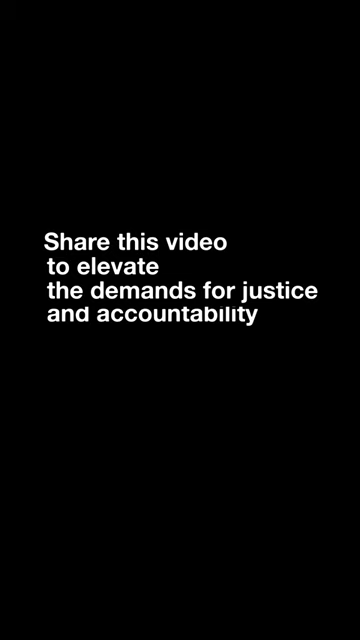 Share this video
to elevate
the demands for justice
and accountability